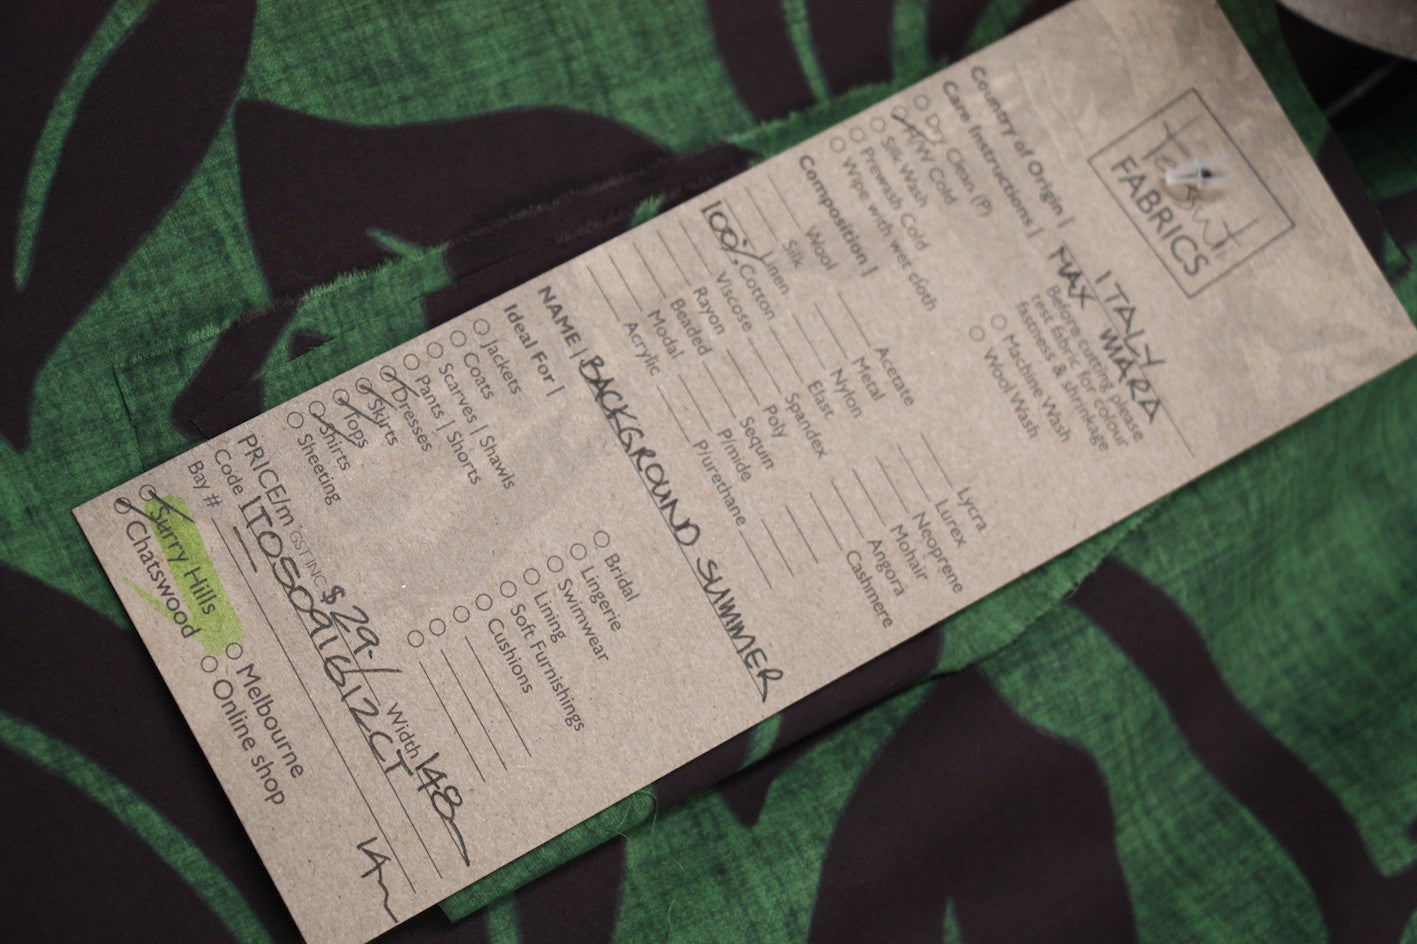 Tessuti
FABRICS
Country of Origin | ITALY
MAX MARA
Care Instructions | Before cutting please
test fabric for colour
fastness & shrinkage
Dry Clean (P)
H/W Cold
Silk Wash
Prewash Cold
Wipe with wet cloth
Machine Wash
Wool Wash
Composition |
Wool
Silk
Linen
100% Cotton
Viscose
Rayon
Beaded
Modal
Acrylic
Acetate
Metal
Nylon
Elast
Spandex
Poly
Sequin
P/mide
P/urethane
Lycra
Lurex
Neoprene
Mohair
Angora
Cashmere
NAME | BACKGROUND SUMMER
Ideal For |
Jackets
Coats
Scarves | Shawls
Pants | Shorts
Dresses
Skirts
Tops
Shirts
Sheeting
Bridal
Lingerie
Swimwear
Lining
Soft Furnishings
Cushions
PRICE/m GST INC $29./ Width 148
Code ITOS091612CT
Bay #
Surry Hills
Chatswood
Melbourne
Online shop
14m